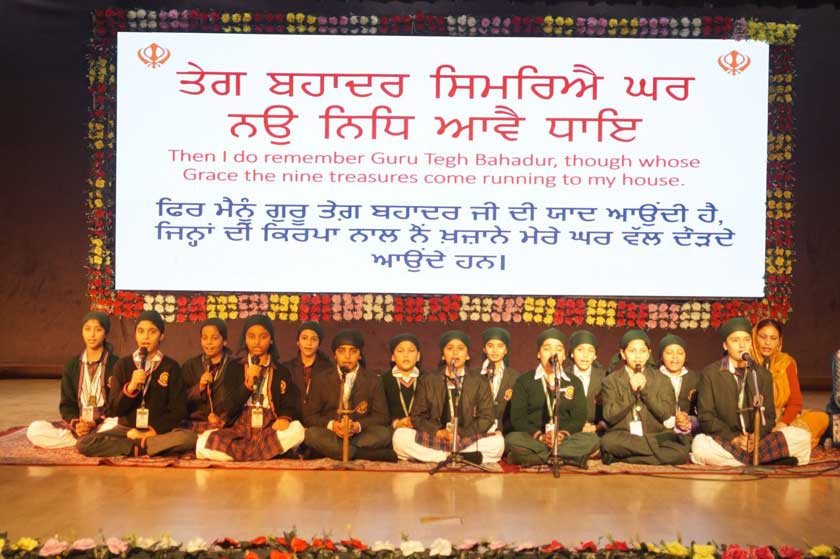 ਤੇਗ ਬਹਾਦਰ ਸਿਮਰਿਐ ਘਰ
ਨਉ ਨਿਧਿ ਆਵੈ ਧਾਇ
Then I do remember Guru Tegh Bahadur, though whose
Grace the nine treasures come running to my house.
ਫਿਰ ਮੈਨੂੰ ਗੁਰੂ ਤੇਗ਼ ਬਹਾਦਰ ਜੀ ਦੀ ਯਾਦ ਆਉਂਦੀ ਹੈ,
ਜਿਨ੍ਹਾਂ ਦੀ ਕਿਰਪਾ ਨਾਲ ਨੌਂ ਖ਼ਜ਼ਾਨੇ ਮੇਰੇ ਘਰ ਵੱਲ ਦੌੜਦੇ
ਆਉਂਦੇ ਹਨ।